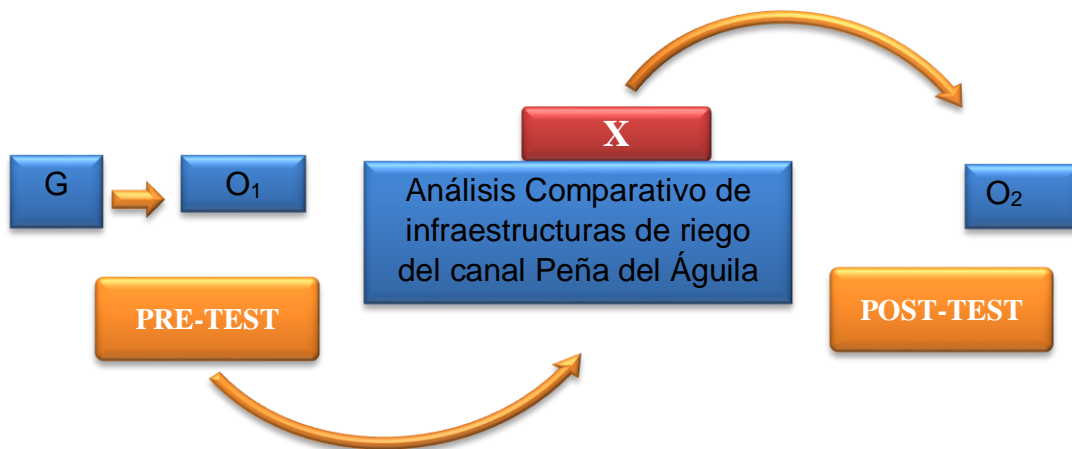 X
G
O₁
Análisis Comparativo de
infraestructuras de riego
del canal Peña del Águila
O₂
PRE-TEST
POST-TEST